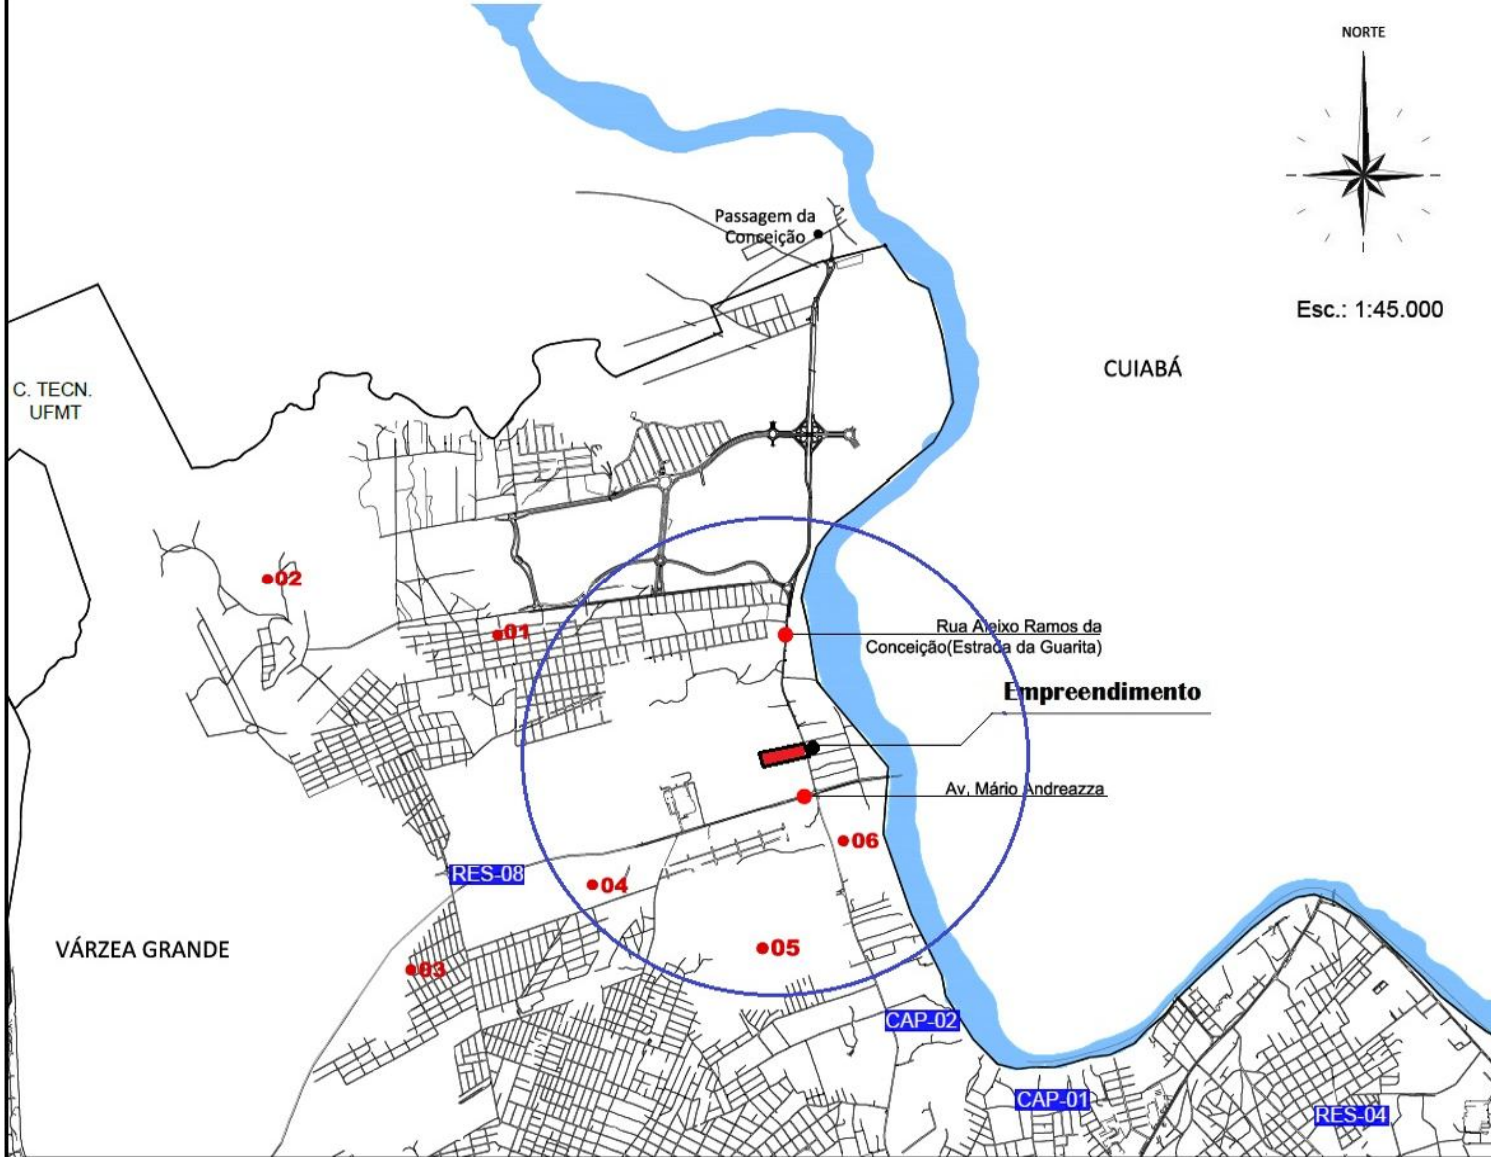 NORTE
Passagem da
Conceição
Esc.: 1:45.000
CUIABÁ
C. TECN.
UFMT
02
01
Rua Aleixo Ramos da
Conceição(Estrada da Guarita)
Empreendimento
Av, Mário Andreazza
06
RES-08
04
VÁRZEA GRANDE
05
03
CAP-02
CAP-01
RES-04